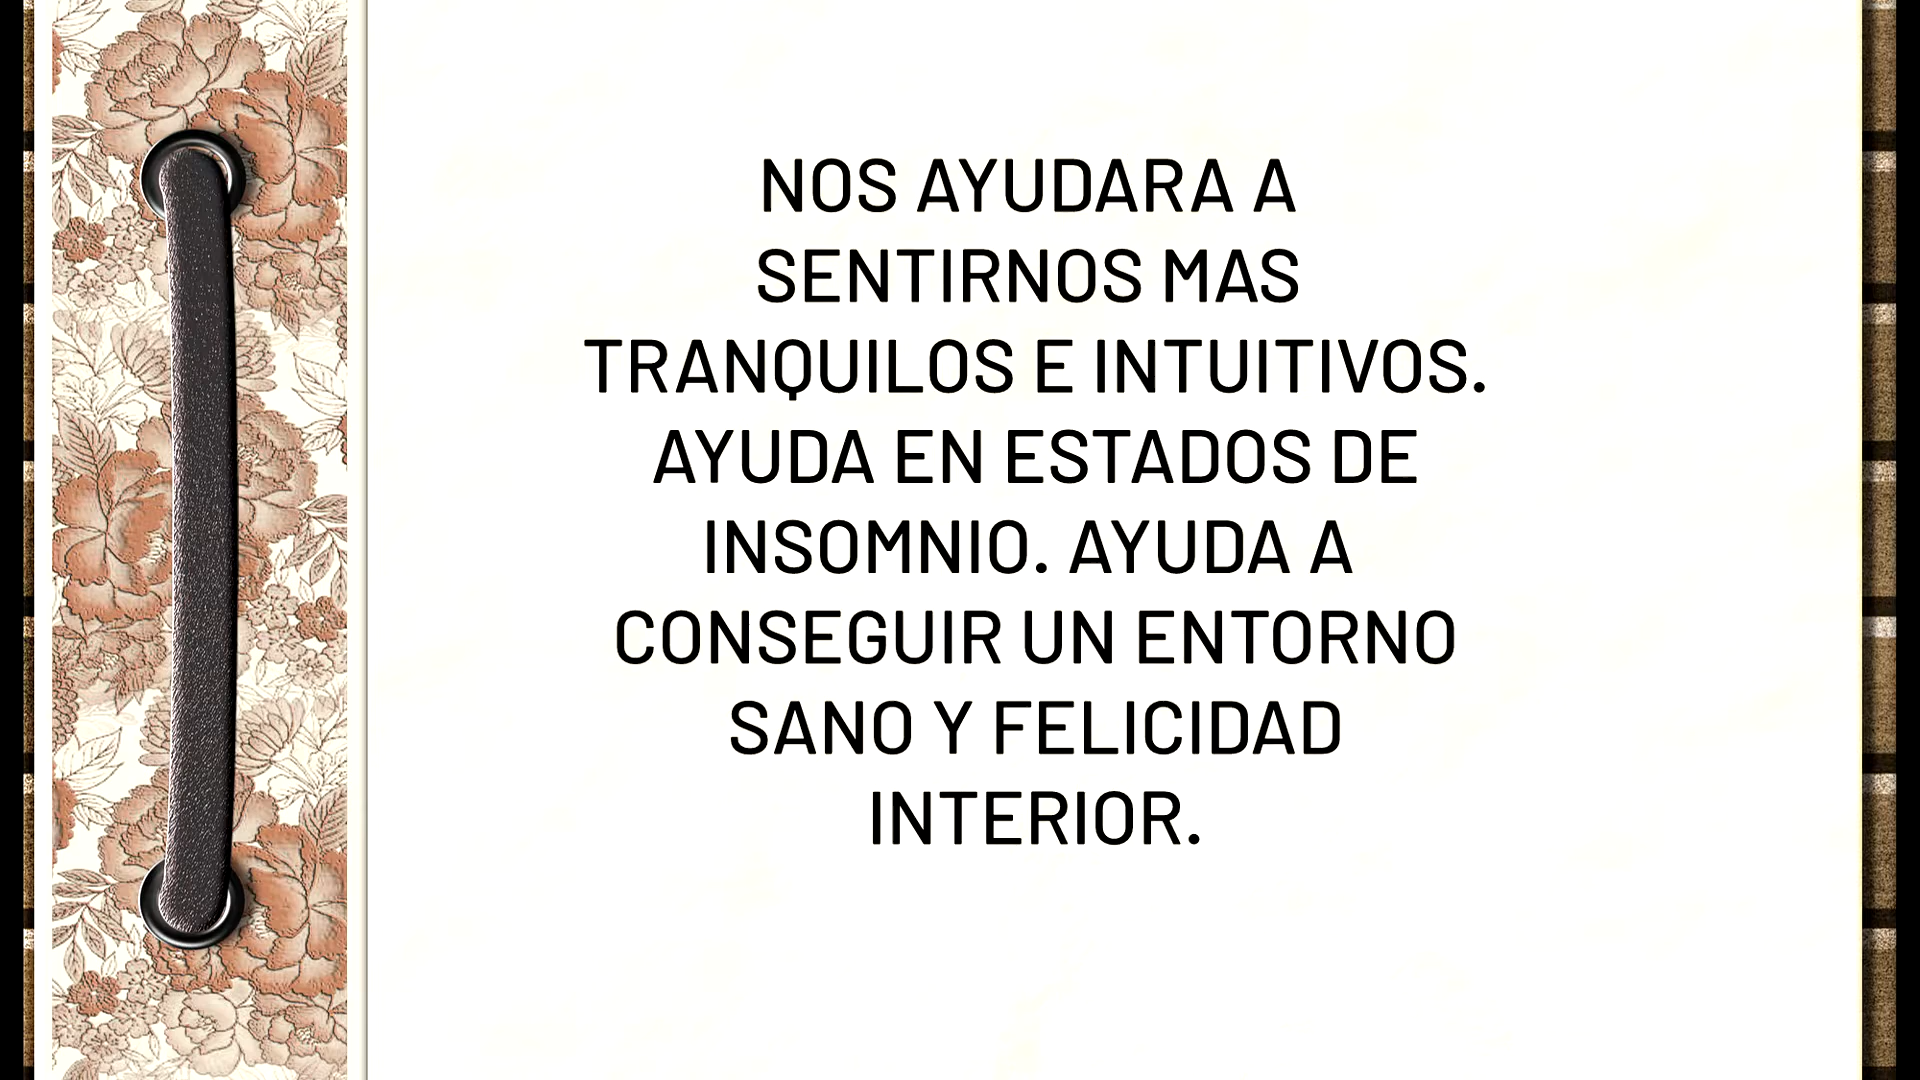 NOS AYUDARA A
SENTIRNOS MAS
TRANQUILOS E INTUITIVOS.
AYUDA EN ESTADOS DE
INSOMNIO. AYUDA A
CONSEGUIR UN ENTORNO
SANO Y FELICIDAD
INTERIOR.